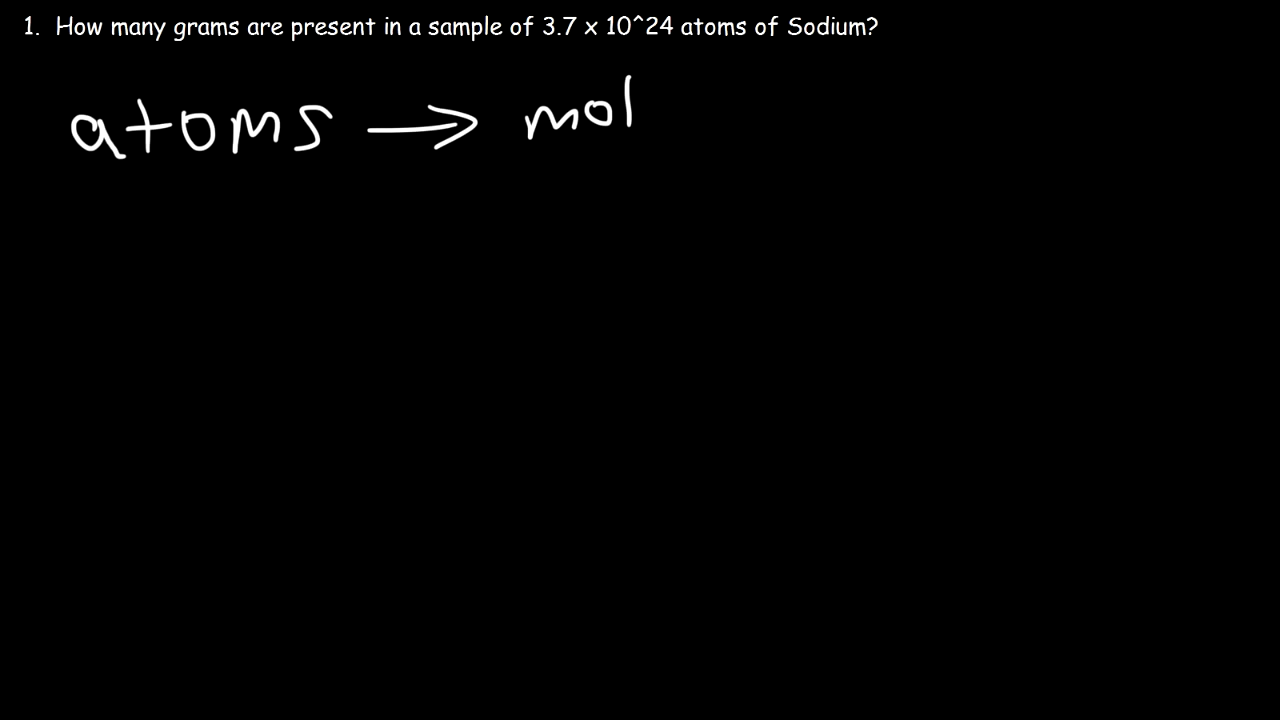 1. How many grams are present in a sample of 3.7 x 10^24 atoms of Sodium?
atoms → mol